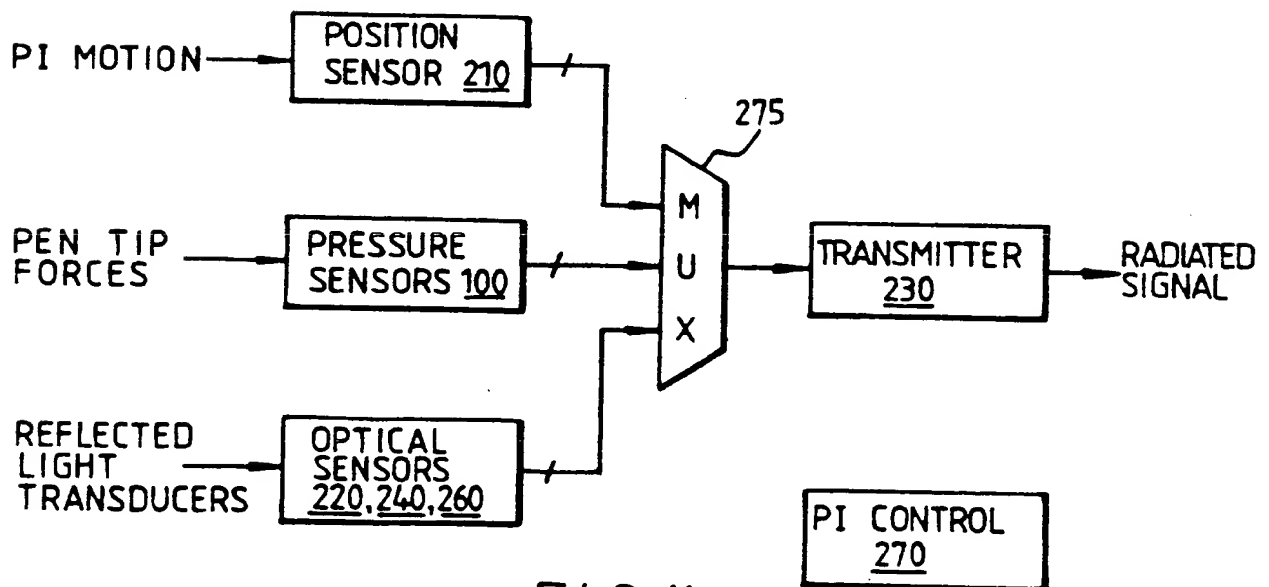 PI MOTION
POSITION
SENSOR 210
275
PEN TIP
FORCES
PRESSURE
SENSORS 100
M
U
X
TRANSMITTER
230
RADIATED
SIGNAL
REFLECTED
LIGHT
TRANSDUCERS
OPTICAL
SENSORS
220, 240, 260
PI CONTROL
270